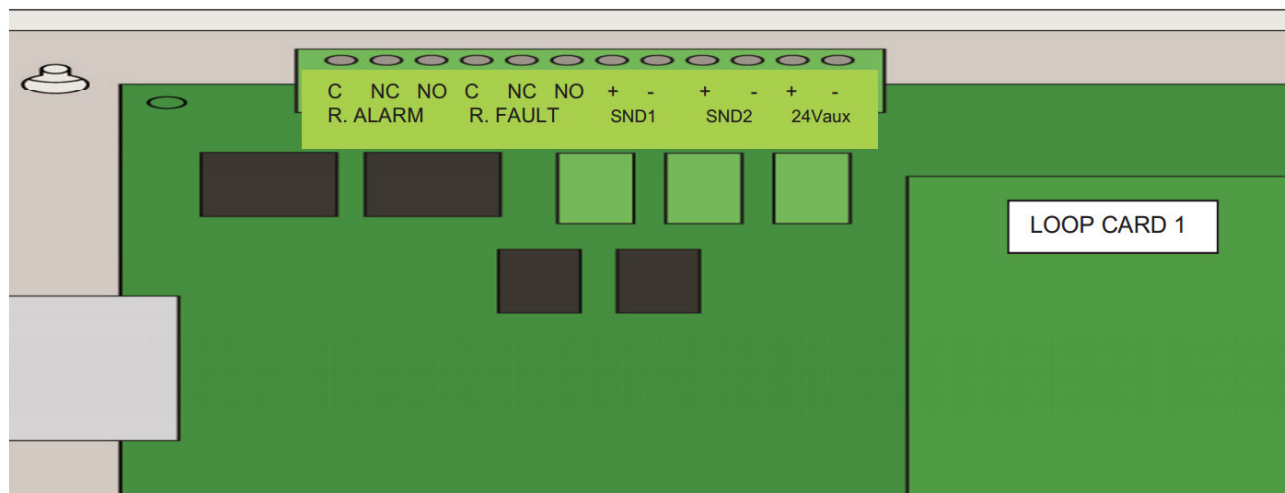 C NC NO C NC NO + - + - + -
R. ALARM R. FAULT SND1 SND2 24Vaux
LOOP CARD 1